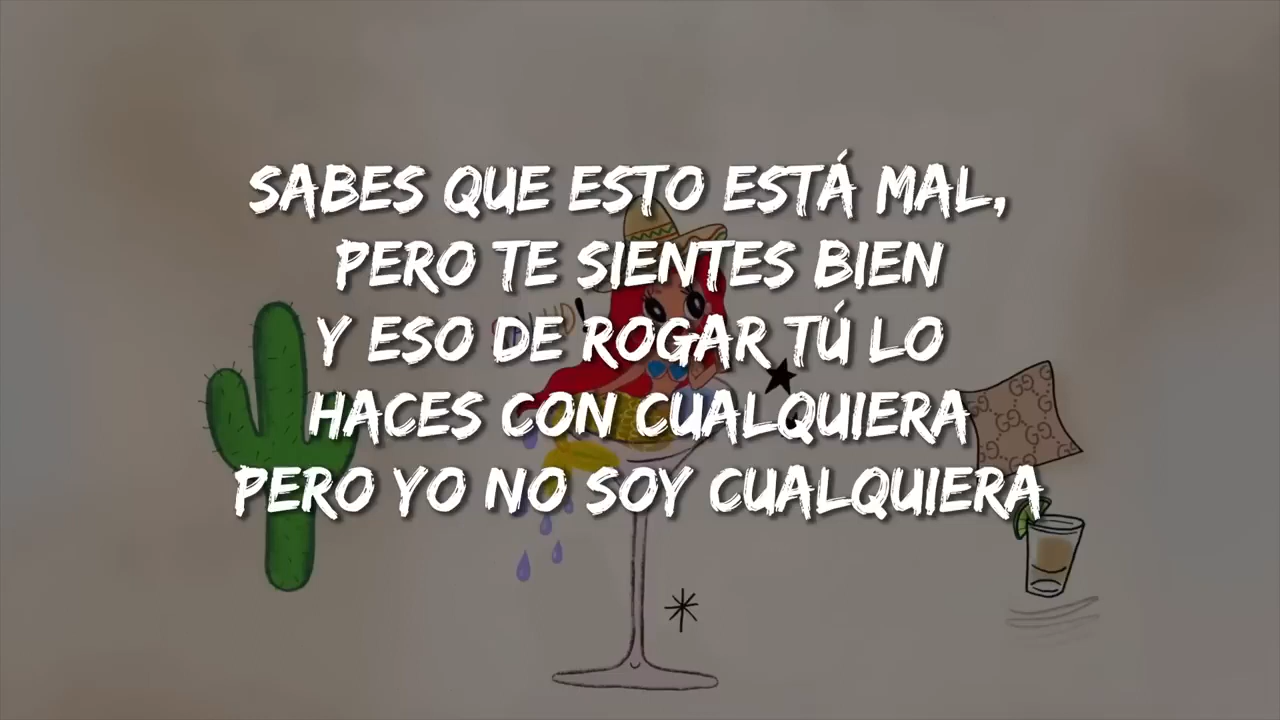 SABES QUE ESTO ESTÁ MAL,
PERO TE SIENTES BIEN
Y ESO DE ROGAR TÚ LO
HACES CON CUALQUIERA
PERO YO NO SOY CUALQUIERA